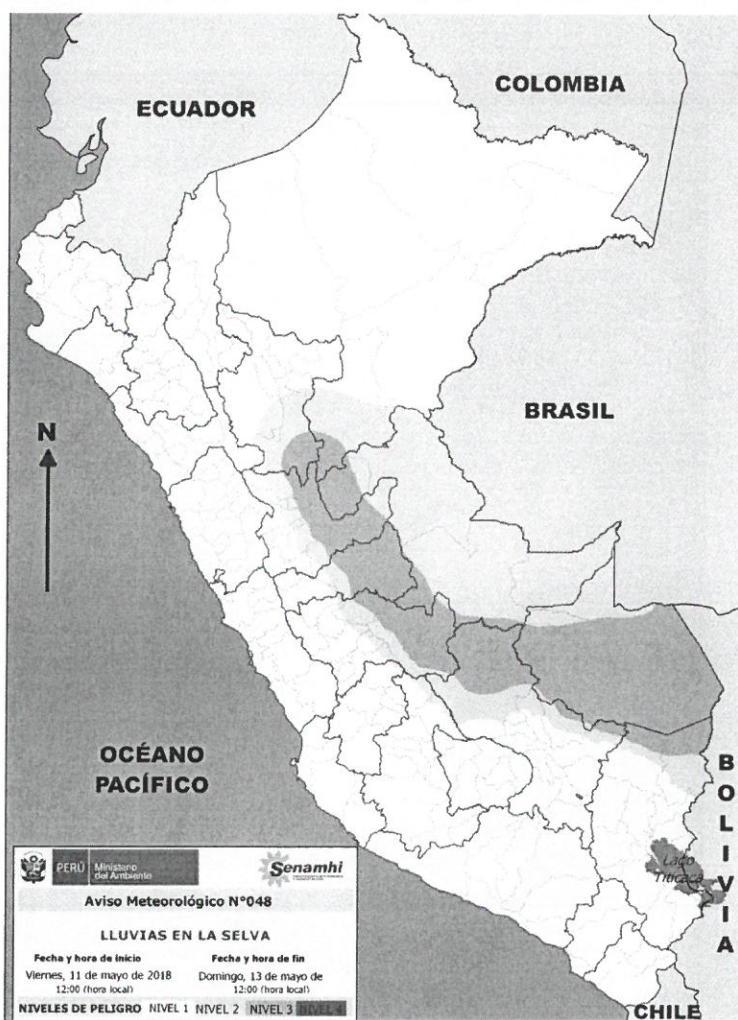 COLOMBIA
ECUADOR
BRASIL
N
OCÉANO
PACÍFICO
BOLIVIA
Lago
Titicaca
CHILE
PERÚ Ministerio
del Ambiente
Senamhi
Aviso Meteorológico N°048
LLUVIAS EN LA SELVA
Fecha y hora de inicio Fecha y hora de fin
Viernes, 11 de mayo de 2018 Domingo, 13 de mayo de
12:00 (hora local) 12:00 (hora local)
NIVELES DE PELIGRO NIVEL 1 NIVEL 2 NIVEL 3 NIVEL 4